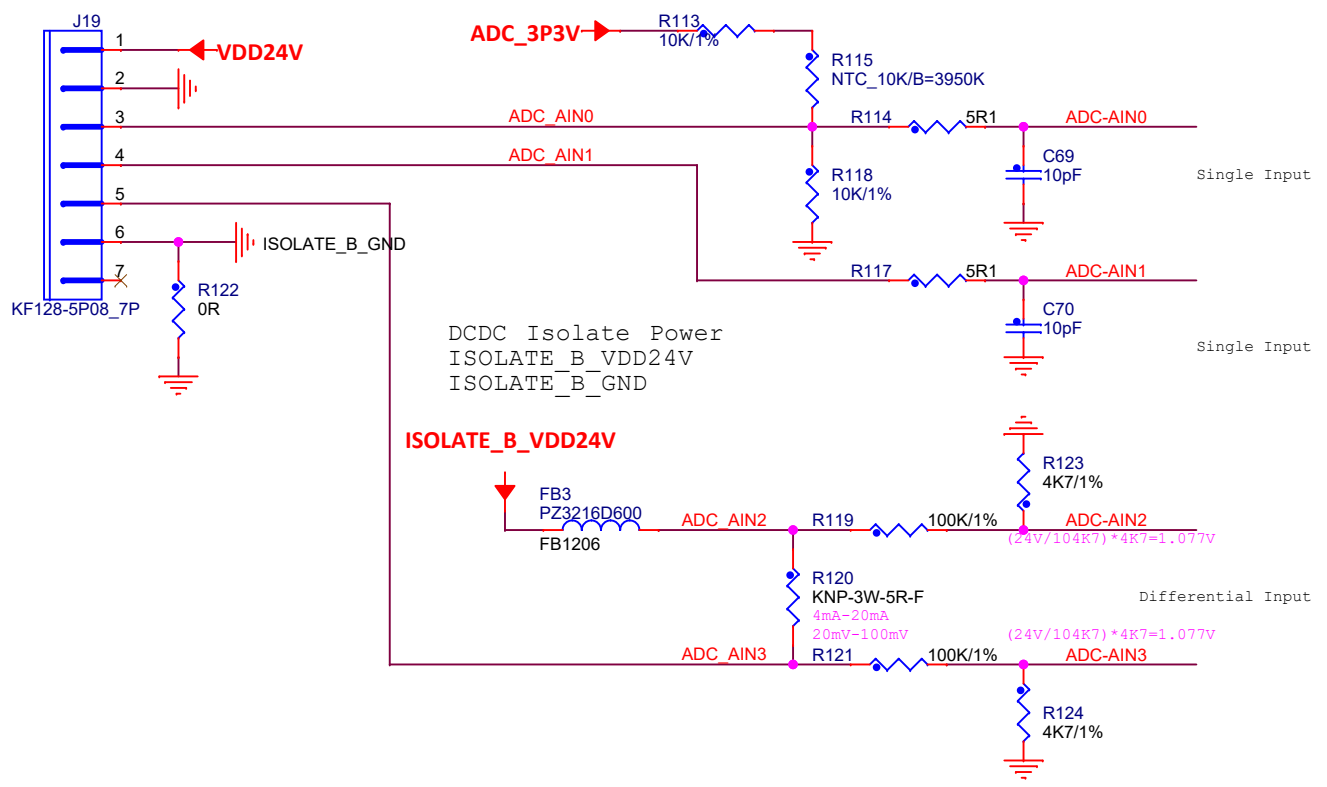 J19
1
VDD24V
2
3
4
5
6
ISOLATE_B_GND
7
KF128-5P08_7P
R122
0R
ADC_3P3V
R113
10K/1%
R115
NTC_10K/B=3950K
ADC_AIN0
R114
5R1
ADC-AIN0
C69
10pF
Single Input
R118
10K/1%
ADC_AIN1
R117
5R1
ADC-AIN1
C70
10pF
Single Input
DCDC Isolate Power
ISOLATE_B_VDD24V
ISOLATE_B_GND
ISOLATE_B_VDD24V
FB3
PZ3216D600
FB1206
ADC_AIN2
R119
100K/1%
R123
4K7/1%
ADC-AIN2
(24V/104K7)*4K7=1.077V
R120
KNP-3W-5R-F
4mA-20mA
20mV-100mV
Differential Input
(24V/104K7)*4K7=1.077V
ADC_AIN3
R121
100K/1%
ADC-AIN3
R124
4K7/1%